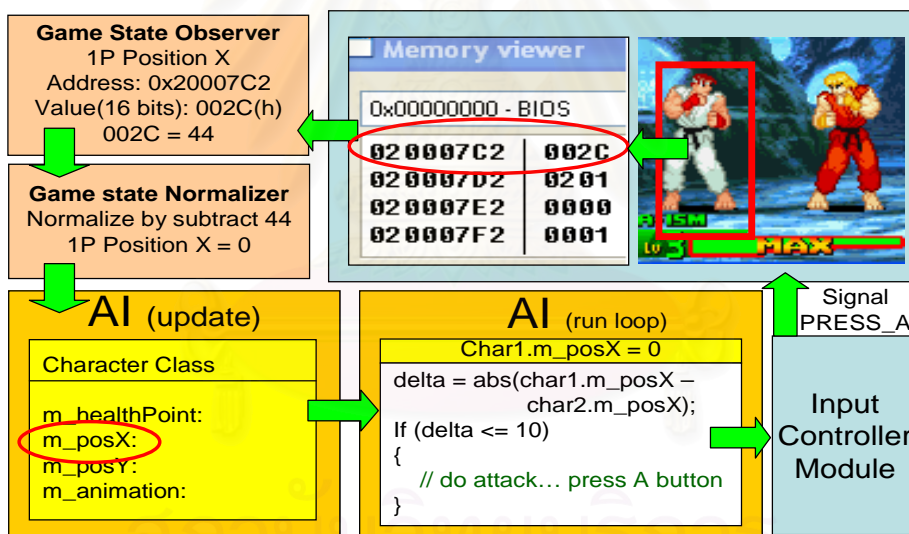 Game State Observer
1P Position X
Address: 0x20007C2
Value(16 bits): 002C(h)
002C = 44
Game state Normalizer
Normalize by subtract 44
1P Position X = 0
Memory viewer
0x00000000 - BIOS
020007C2 002C
020007D2 0201
020007E2 0000
020007F2 0001
Lv 3 MAX
AI (update)
Character Class
m_healthPoint:
m_posX:
m_posY:
m_animation:
AI (run loop)
Char1.m_posX = 0
delta = abs(char1.m_posX –
char2.m_posX);
If (delta <= 10)
{
// do attack… press A button
}
Signal
PRESS_A
Input
Controller
Module